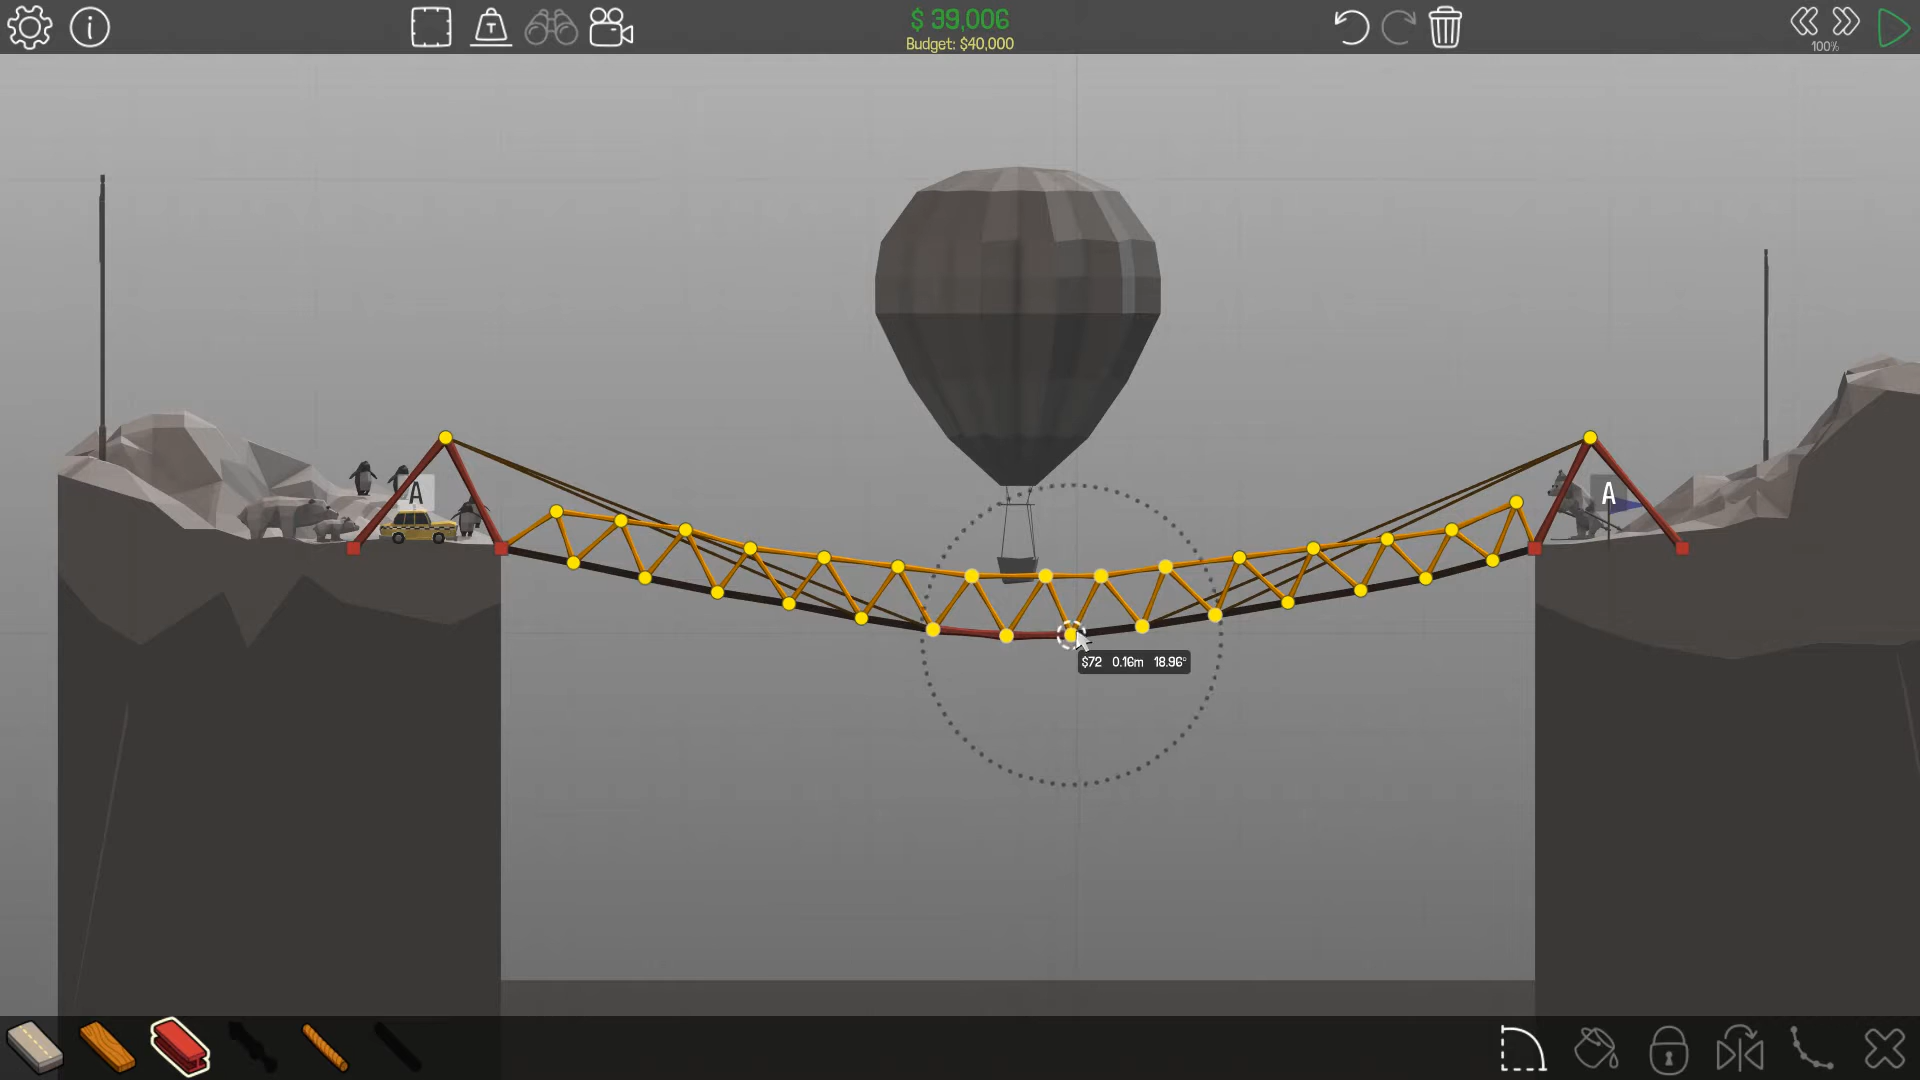 $ 39,006
Budget: $40,000
100%
T
A
A
$72 0.16m 18.96°